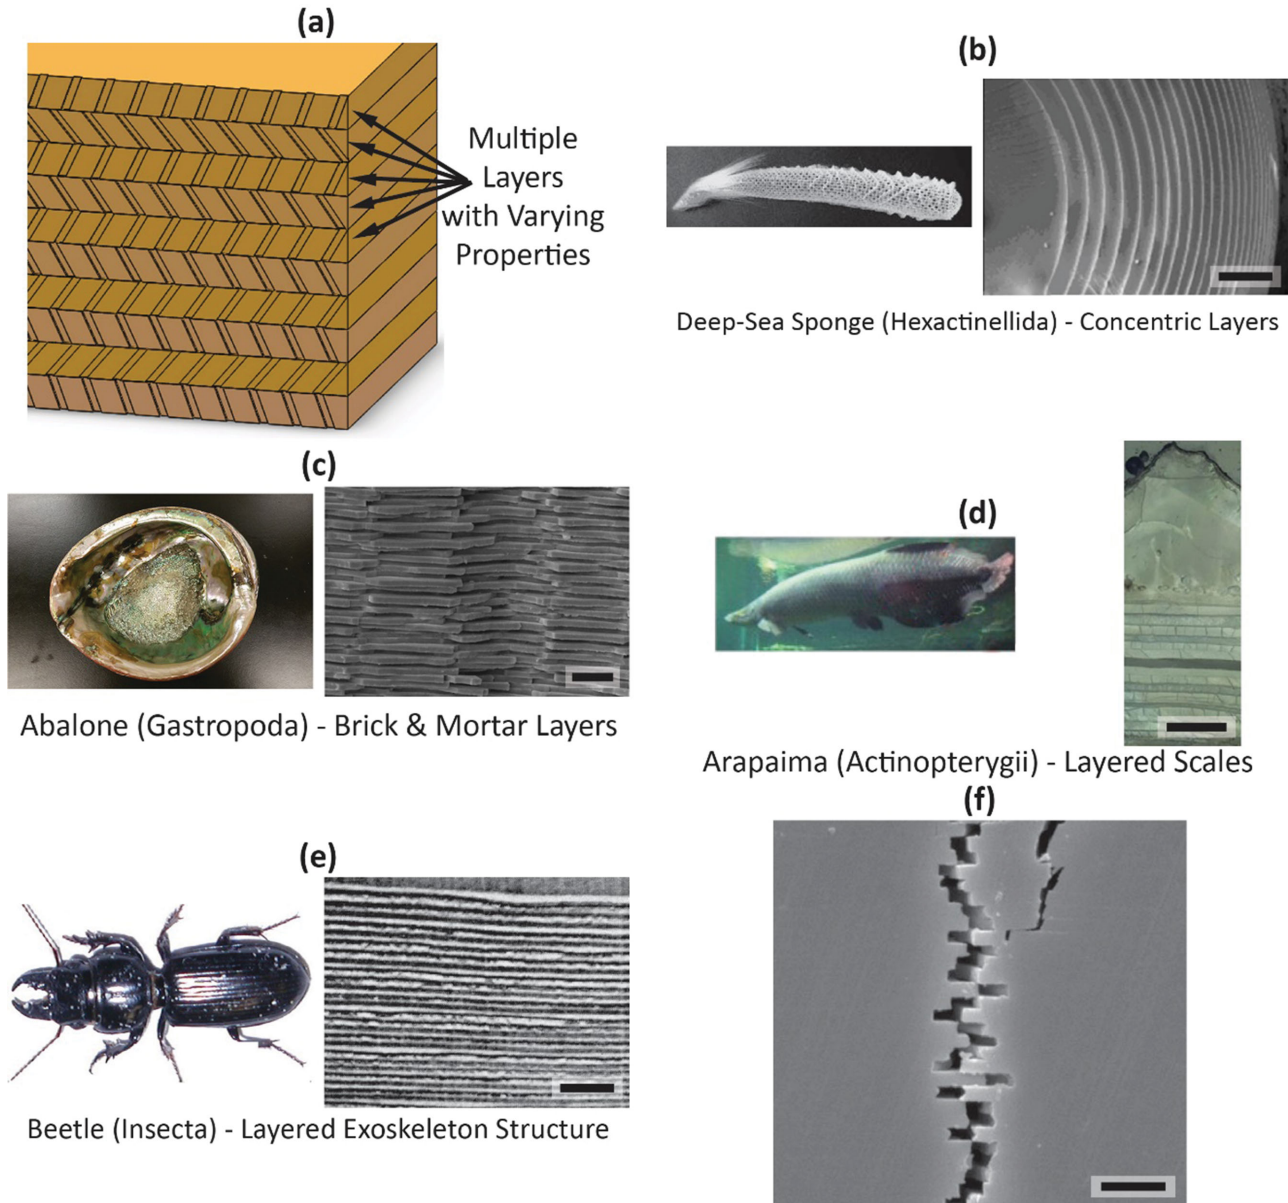 (a)
Multiple
Layers
with Varying
Properties
(b)
Deep-Sea Sponge (Hexactinellida) - Concentric Layers
(c)
Abalone (Gastropoda) - Brick & Mortar Layers
(d)
Arapaima (Actinopterygii) - Layered Scales
(e)
Beetle (Insecta) - Layered Exoskeleton Structure
(f)